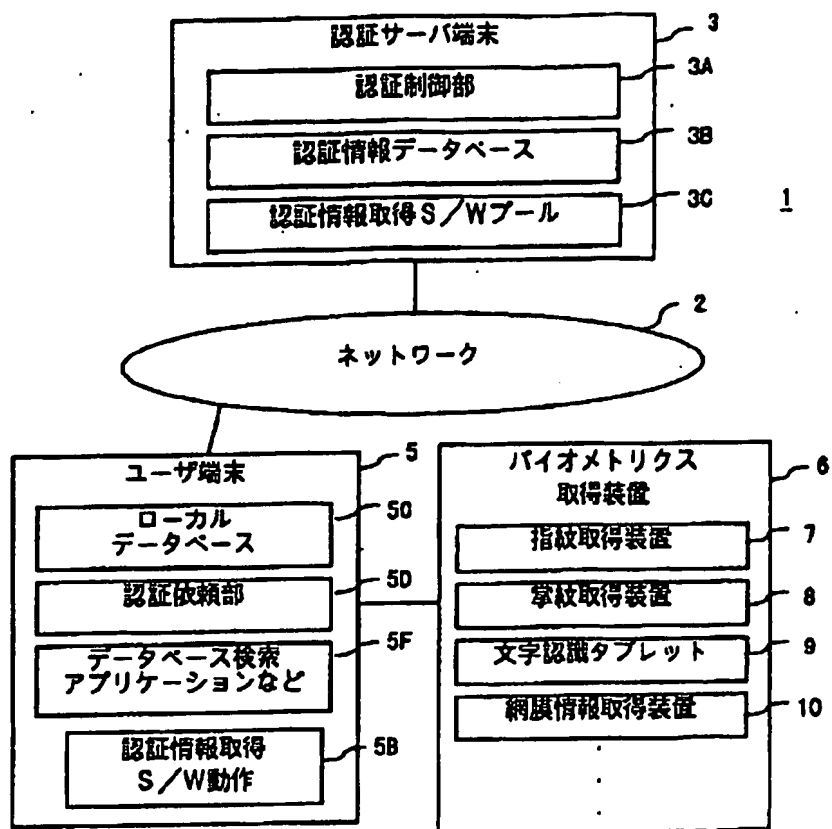 認証サーバ端末
3
認証制御部
3A
認証情報データベース
3B
認証情報取得S／Wプール
3C
1
ネットワーク
2
ユーザ端末
5
ローカル
データベース
5C
認証依頼部
5D
データベース検索
アプリケーションなど
5F
認証情報取得
S／W動作
5B
バイオメトリクス
取得装置
6
指紋取得装置
7
掌紋取得装置
8
文字認識タブレット
9
網膜情報取得装置
10